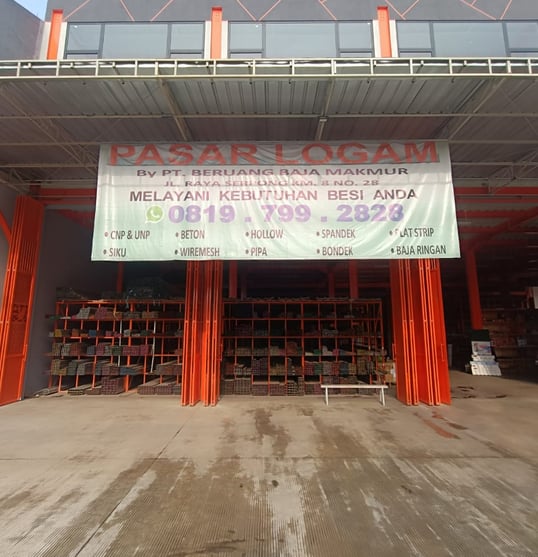 PASAR LOGAM
By PT. BERUANG BAJA MAKMUR
JL. RAYA SERPONG KM. 8 NO. 28
MELAYANI KEBUTUHAN BESI ANDA
0819 . 799 . 2828
• CNP & UNP • BETON • HOLLOW • SPANDEK • FLAT STRIP
• SIKU • WIREMESH • PIPA • BONDEK • BAJA RINGAN